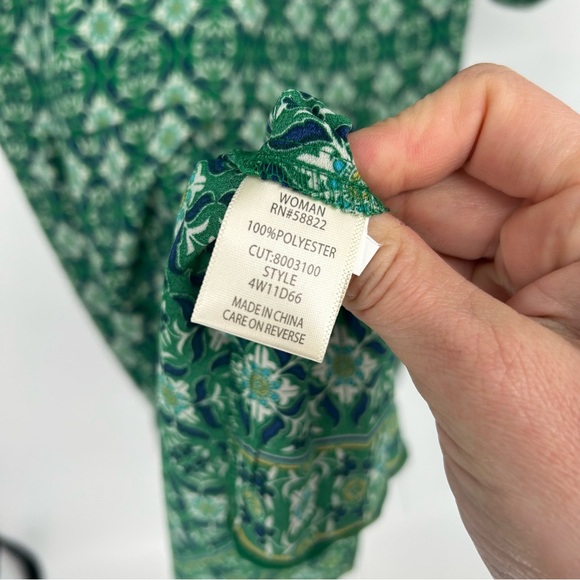 WOMAN
RN#58822
100%POLYESTER
CUT:8003100
STYLE
4W11D66
MADE IN CHINA
CARE ON REVERSE